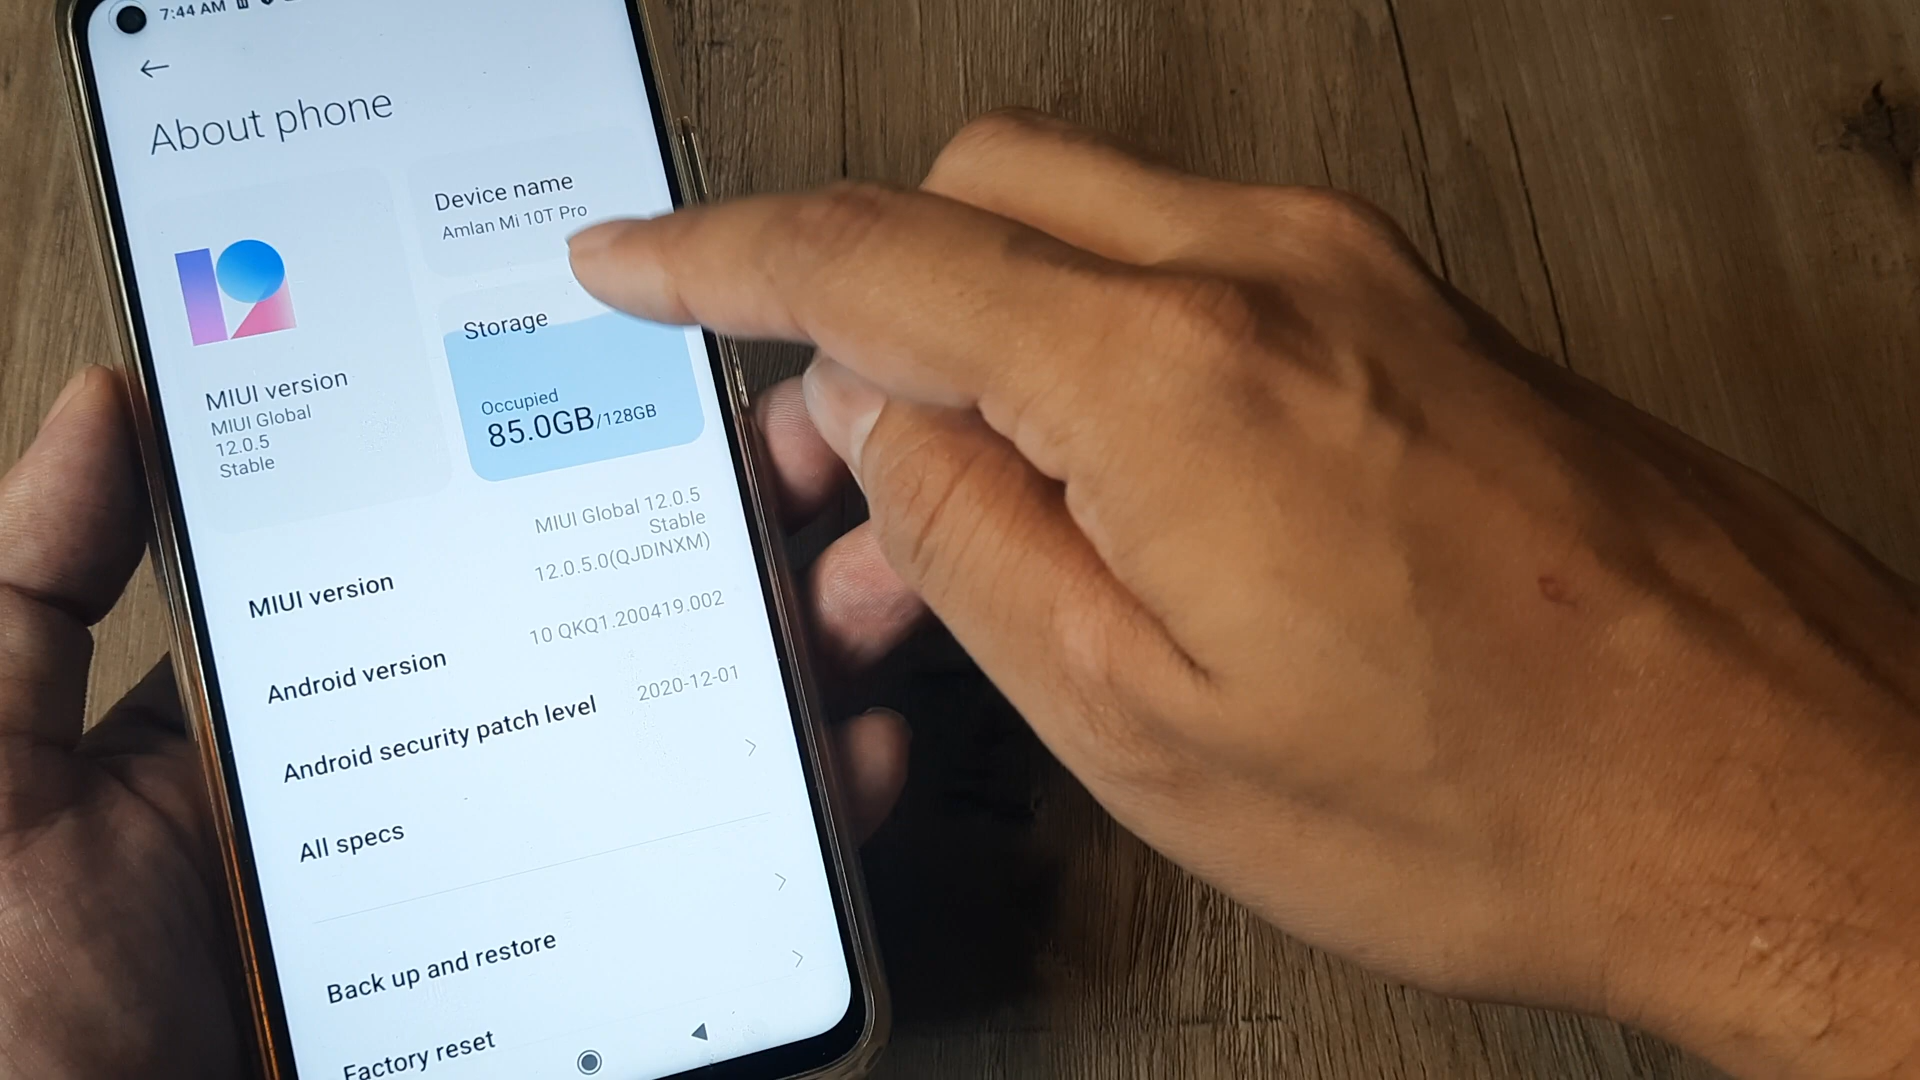 7:44 AM
About phone
Device name
Amlan Mi 10T Pro
MIUI version
MIUI Global
12.0.5
Stable
Storage
Occupied
85.0GB/128GB
MIUI version
MIUI Global 12.0.5
Stable
12.0.5.0(QJDINXM)
Android version
10 QKQ1.200419.002
Android security patch level
2020-12-01
All specs
Back up and restore
Factory reset